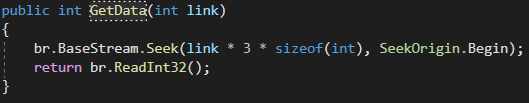 public int GetData(int link)
{
br.BaseStream.Seek(link * 3 * sizeof(int), SeekOrigin.Begin);
return br.ReadInt32();
}